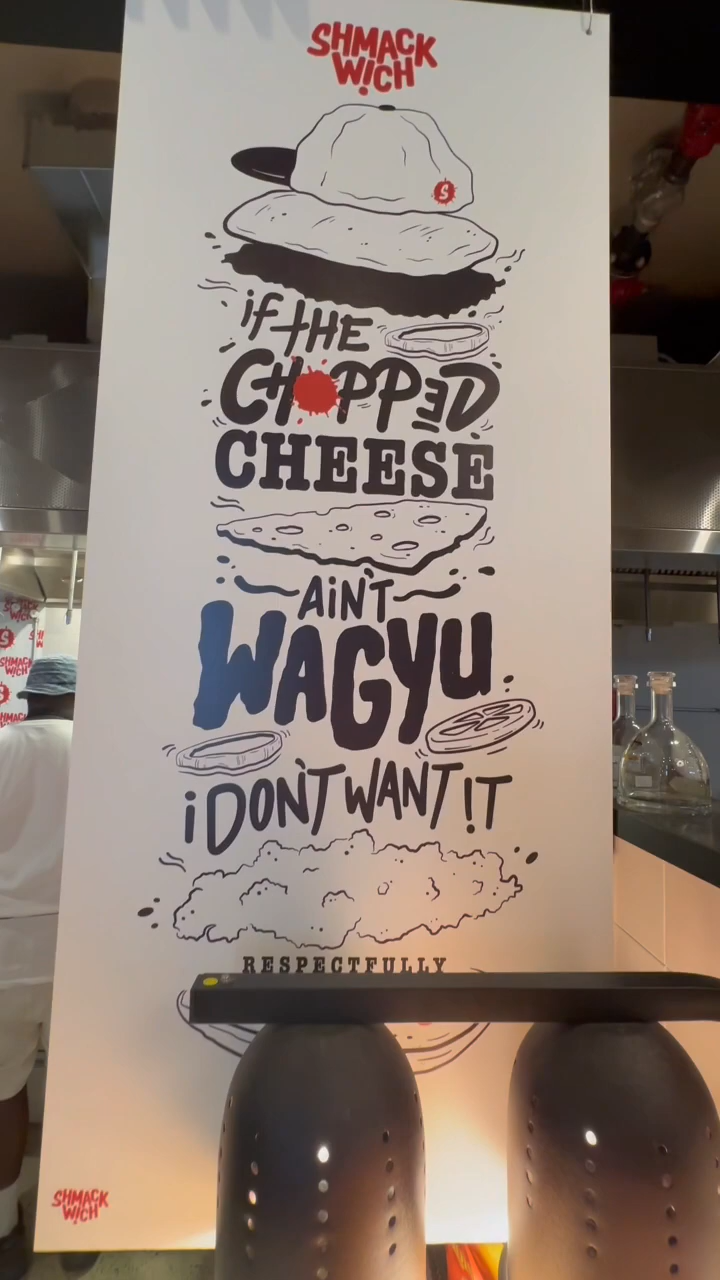 SHMACK
WICH
S
if THE
CHOPPED
CHEESE
AiN'T
WAGYU
i DON'T WANT !T
RESPECTFULLY
SHMACK
WICH